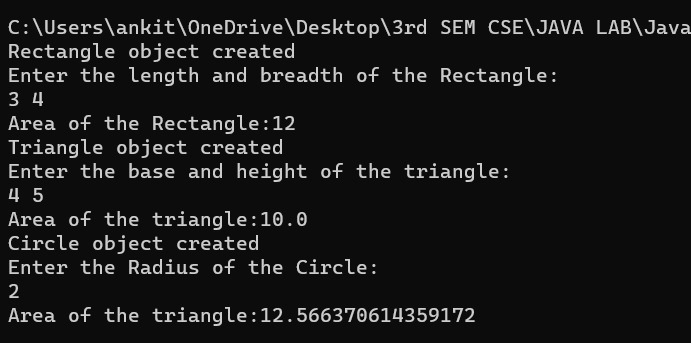 C:\Users\ankit\OneDrive\Desktop\3rd SEM CSE\JAVA LAB\Java
Rectangle object created
Enter the length and breadth of the Rectangle:
3 4
Area of the Rectangle:12
Triangle object created
Enter the base and height of the triangle:
4 5
Area of the triangle:10.0
Circle object created
Enter the Radius of the Circle:
2
Area of the triangle:12.566370614359172